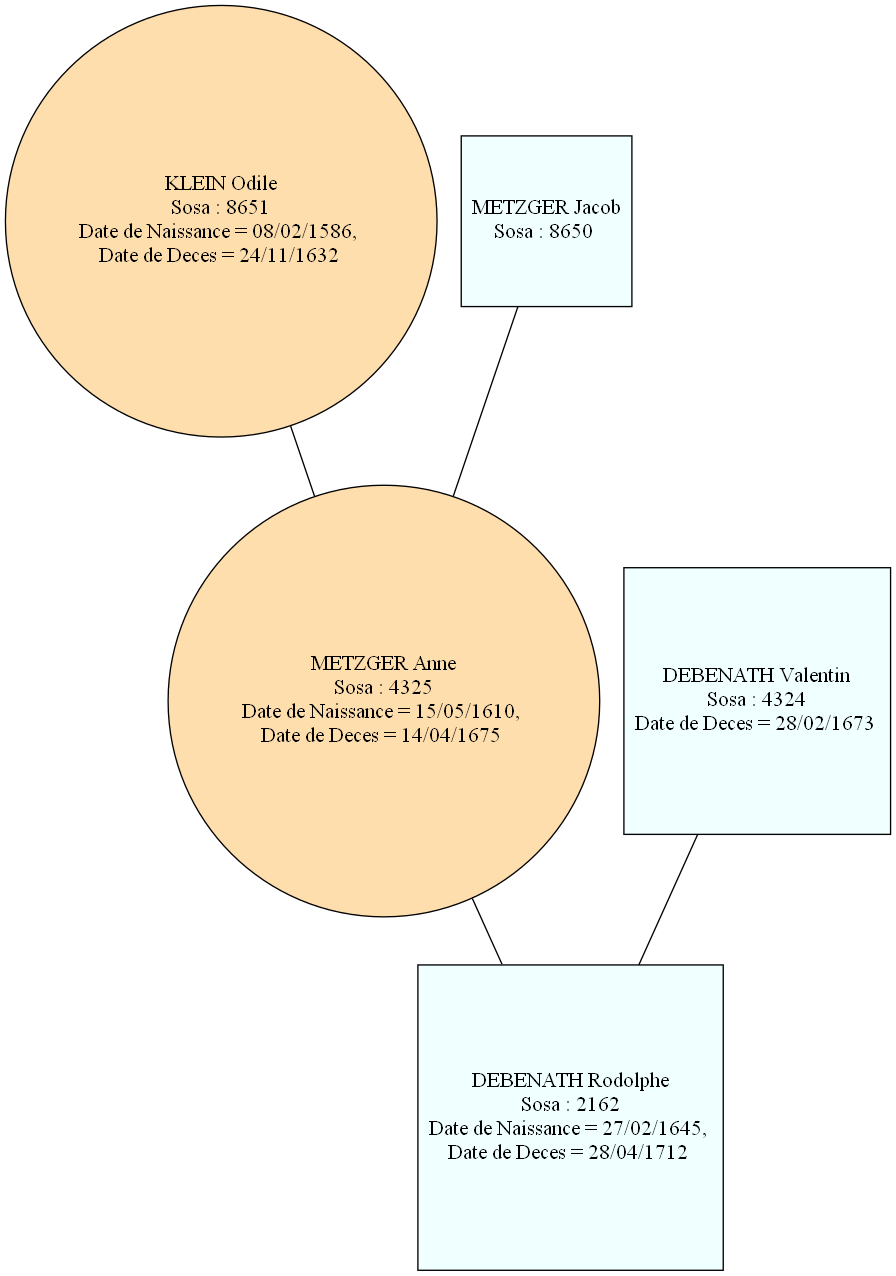 KLEIN Odile
Sosa : 8651
Date de Naissance = 08/02/1586,
Date de Deces = 24/11/1632
METZGER Jacob
Sosa : 8650
METZGER Anne
Sosa : 4325
Date de Naissance = 15/05/1610,
Date de Deces = 14/04/1675
DEBENATH Valentin
Sosa : 4324
Date de Deces = 28/02/1673
DEBENATH Rodolphe
Sosa : 2162
Date de Naissance = 27/02/1645,
Date de Deces = 28/04/1712